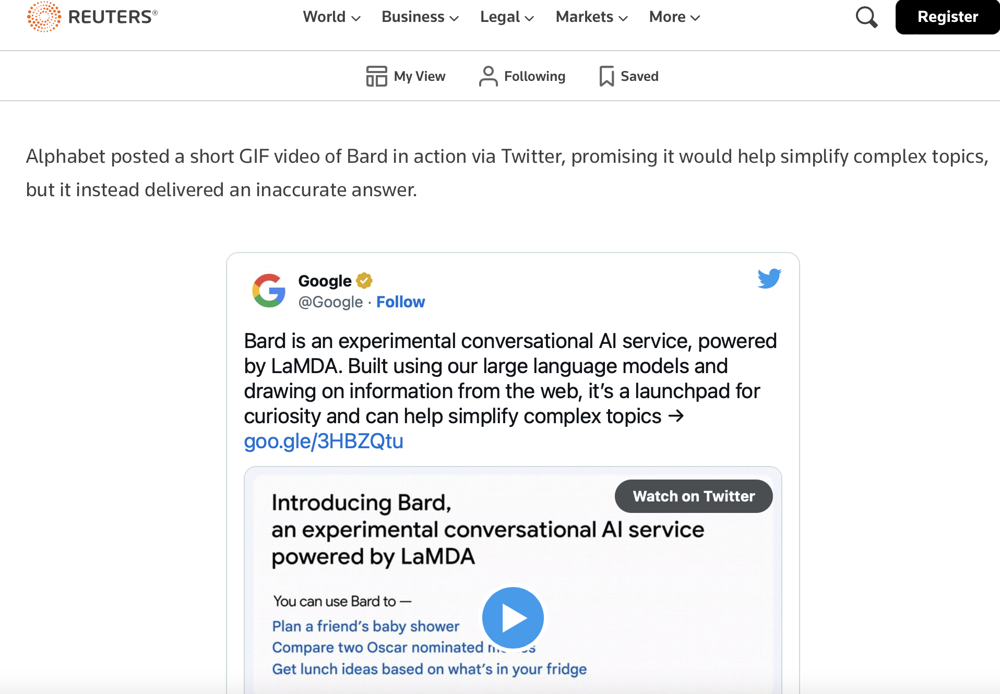 REUTERS®
World
Business
Legal
Markets
More
Register
My View
Following
Saved
Alphabet posted a short GIF video of Bard in action via Twitter, promising it would help simplify complex topics,
but it instead delivered an inaccurate answer.
Google
@Google · Follow
Bard is an experimental conversational AI service, powered
by LaMDA. Built using our large language models and
drawing on information from the web, it’s a launchpad for
curiosity and can help simplify complex topics →
goo.gle/3HBZQtu
Watch on Twitter
Introducing Bard,
an experimental conversational AI service
powered by LaMDA
You can use Bard to —
Plan a friend’s baby shower
Compare two Oscar nominated
Get lunch ideas based on what’s in your fridge